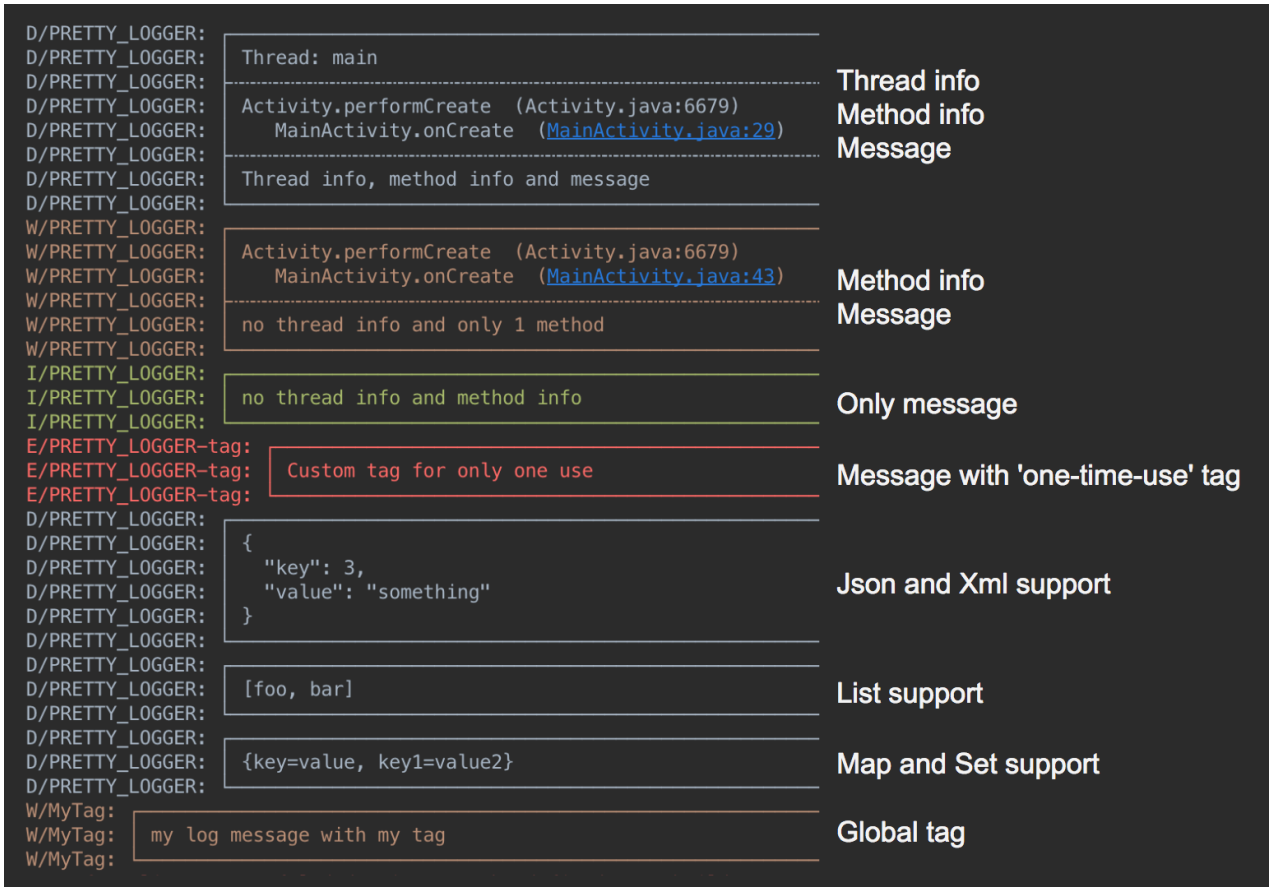 D/PRETTY_LOGGER:
D/PRETTY_LOGGER: Thread: main
D/PRETTY_LOGGER:
D/PRETTY_LOGGER: Activity.performCreate  (Activity.java:6679)
D/PRETTY_LOGGER:    MainActivity.onCreate  (MainActivity.java:29)
D/PRETTY_LOGGER:
D/PRETTY_LOGGER: Thread info, method info and message
D/PRETTY_LOGGER:
Thread info
Method info
Message
W/PRETTY_LOGGER:
W/PRETTY_LOGGER: Activity.performCreate  (Activity.java:6679)
W/PRETTY_LOGGER:    MainActivity.onCreate  (MainActivity.java:43)
W/PRETTY_LOGGER:
W/PRETTY_LOGGER: no thread info and only 1 method
W/PRETTY_LOGGER:
Method info
Message
I/PRETTY_LOGGER:
I/PRETTY_LOGGER: no thread info and method info
I/PRETTY_LOGGER:
Only message
E/PRETTY_LOGGER-tag:
E/PRETTY_LOGGER-tag: Custom tag for only one use
E/PRETTY_LOGGER-tag:
Message with 'one-time-use' tag
D/PRETTY_LOGGER:
D/PRETTY_LOGGER: {
D/PRETTY_LOGGER:   "key": 3,
D/PRETTY_LOGGER:   "value": "something"
D/PRETTY_LOGGER: }
D/PRETTY_LOGGER:
Json and Xml support
D/PRETTY_LOGGER:
D/PRETTY_LOGGER: [foo, bar]
D/PRETTY_LOGGER:
List support
D/PRETTY_LOGGER:
D/PRETTY_LOGGER: {key=value, key1=value2}
D/PRETTY_LOGGER:
Map and Set support
W/MyTag:
W/MyTag: my log message with my tag
W/MyTag:
Global tag